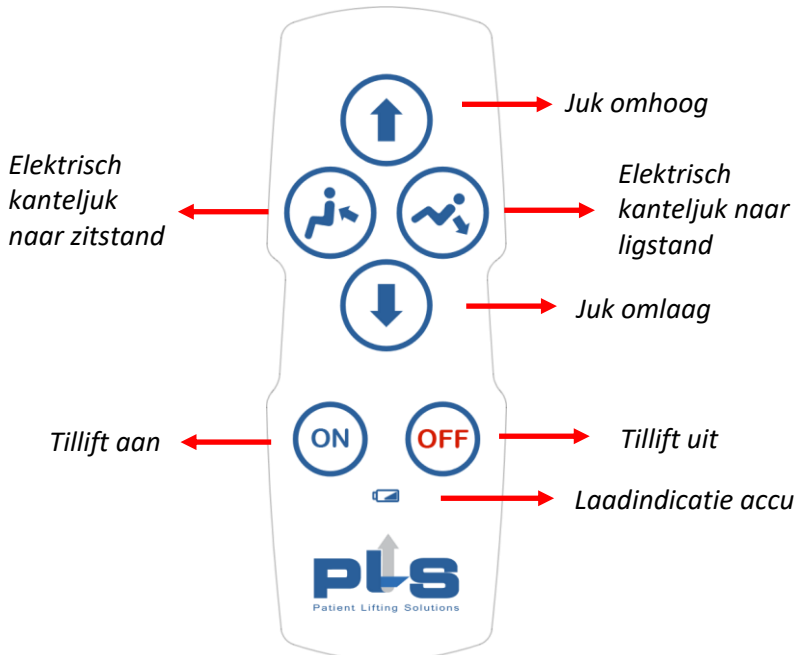 Juk omhoog
Elektrisch
kanteljuk
naar zitstand
Elektrisch
kanteljuk naar
ligstand
Juk omlaag
Tillift aan
ON
OFF
Tillift uit
Laadindicatie accu
PLS
Patient Lifting Solutions